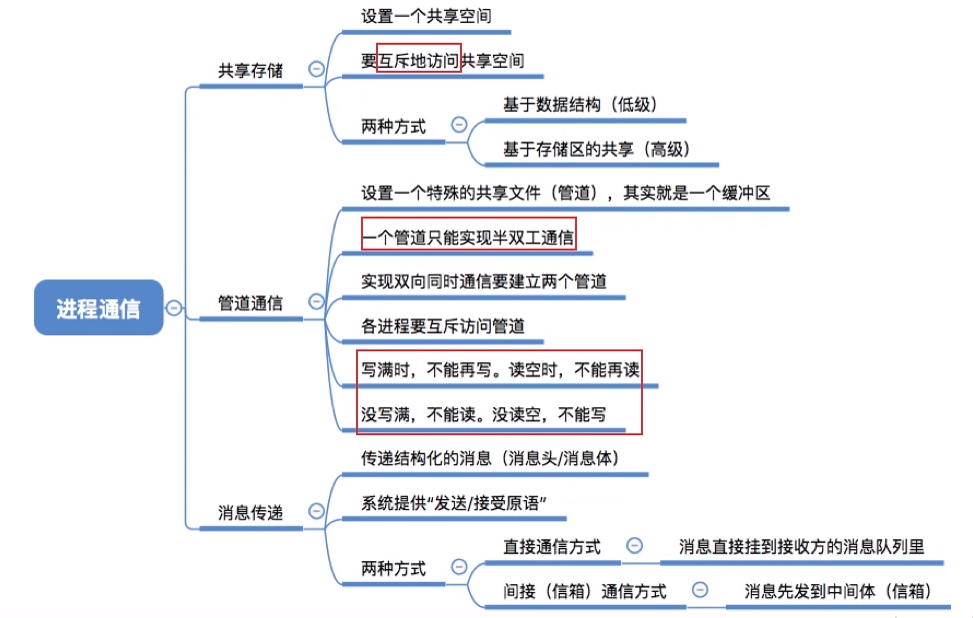 进程通信
共享存储
设置一个共享空间
要互斥地访问共享空间
两种方式
基于数据结构（低级）
基于存储区的共享（高级）
管道通信
设置一个特殊的共享文件（管道），其实就是一个缓冲区
一个管道只能实现半双工通信
实现双向同时通信要建立两个管道
各进程要互斥访问管道
写满时，不能再写。读空时，不能再读
没写满，不能读。没读空，不能写
消息传递
传递结构化的消息（消息头/消息体）
系统提供“发送/接受原语”
两种方式
直接通信方式
消息直接挂到接收方的消息队列里
间接（信箱）通信方式
消息先发到中间体（信箱）